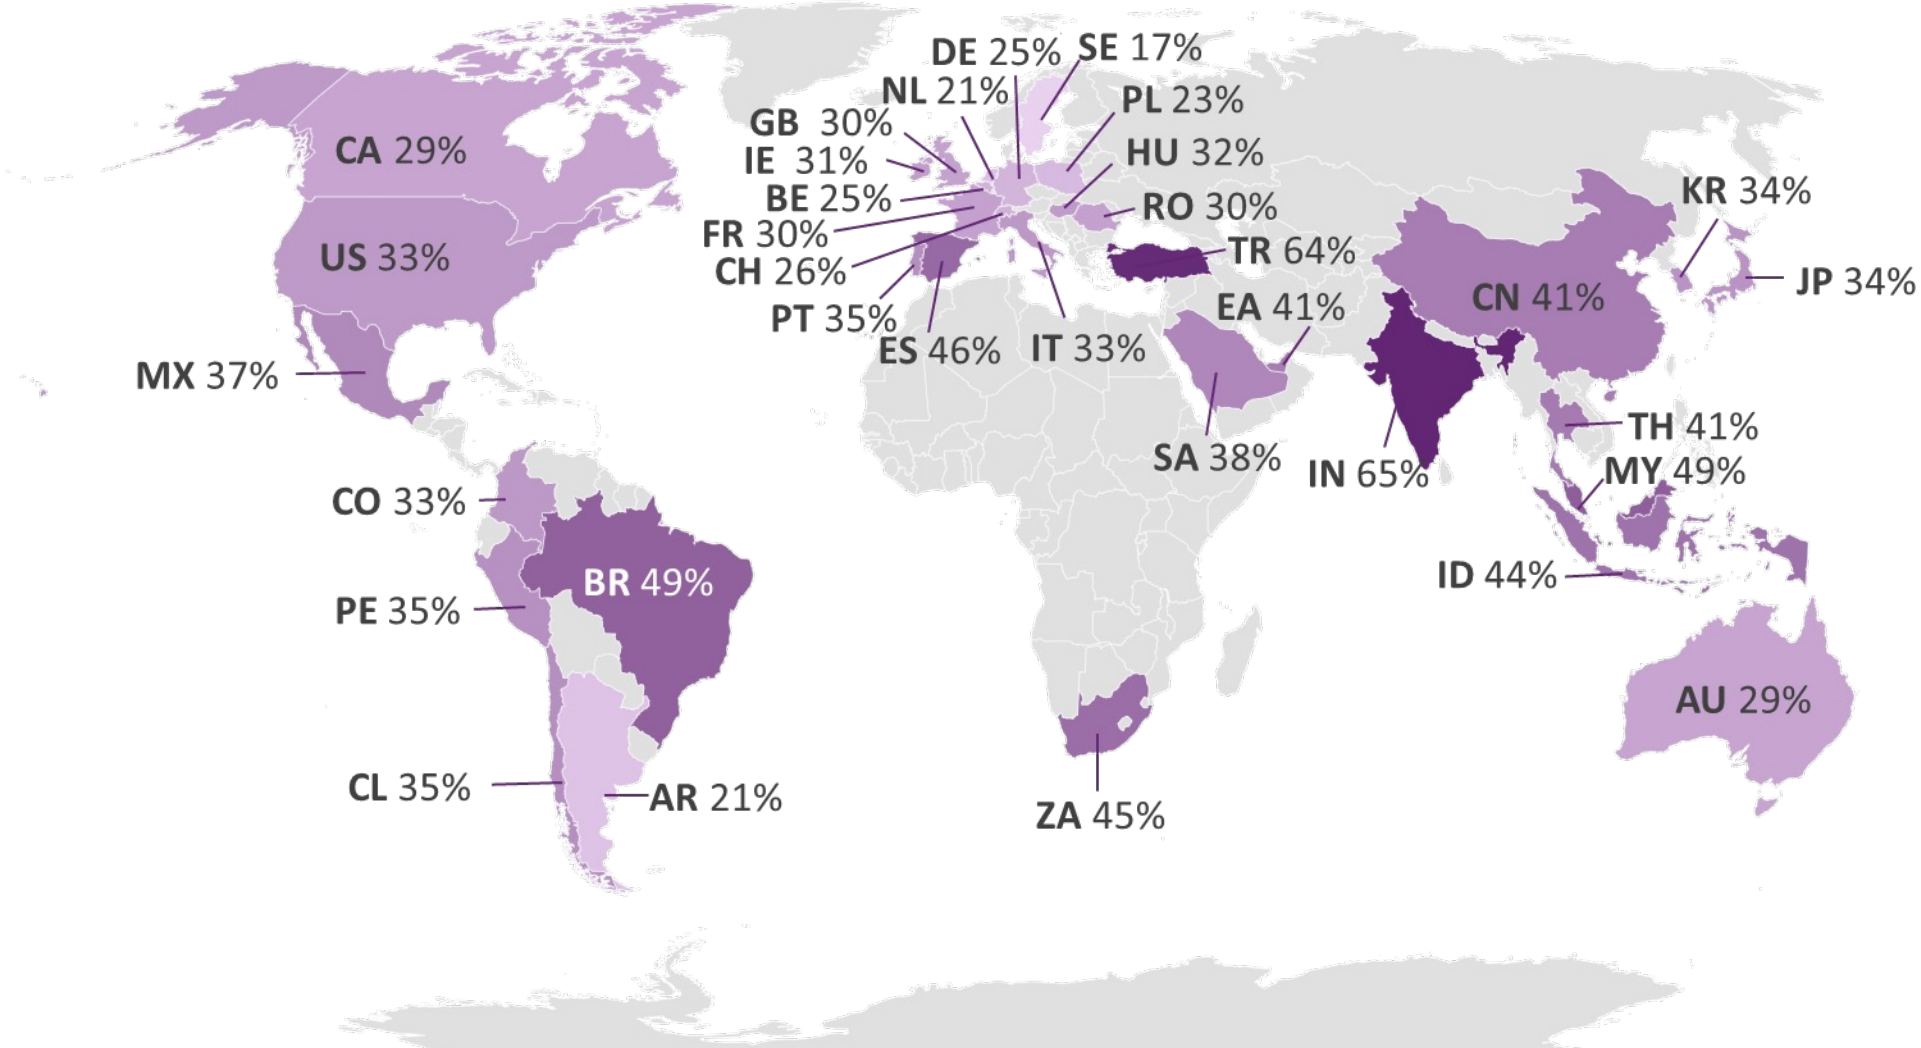 DE 25%
SE 17%
NL 21%
PL 23%
GB 30%
IE 31%
HU 32%
BE 25%
RO 30%
FR 30%
CH 26%
TR 64%
PT 35%
ES 46%
IT 33%
EA 41%
CA 29%
US 33%
MX 37%
KR 34%
JP 34%
CN 41%
SA 38%
IN 65%
TH 41%
MY 49%
ID 44%
CO 33%
BR 49%
PE 35%
CL 35%
AR 21%
ZA 45%
AU 29%